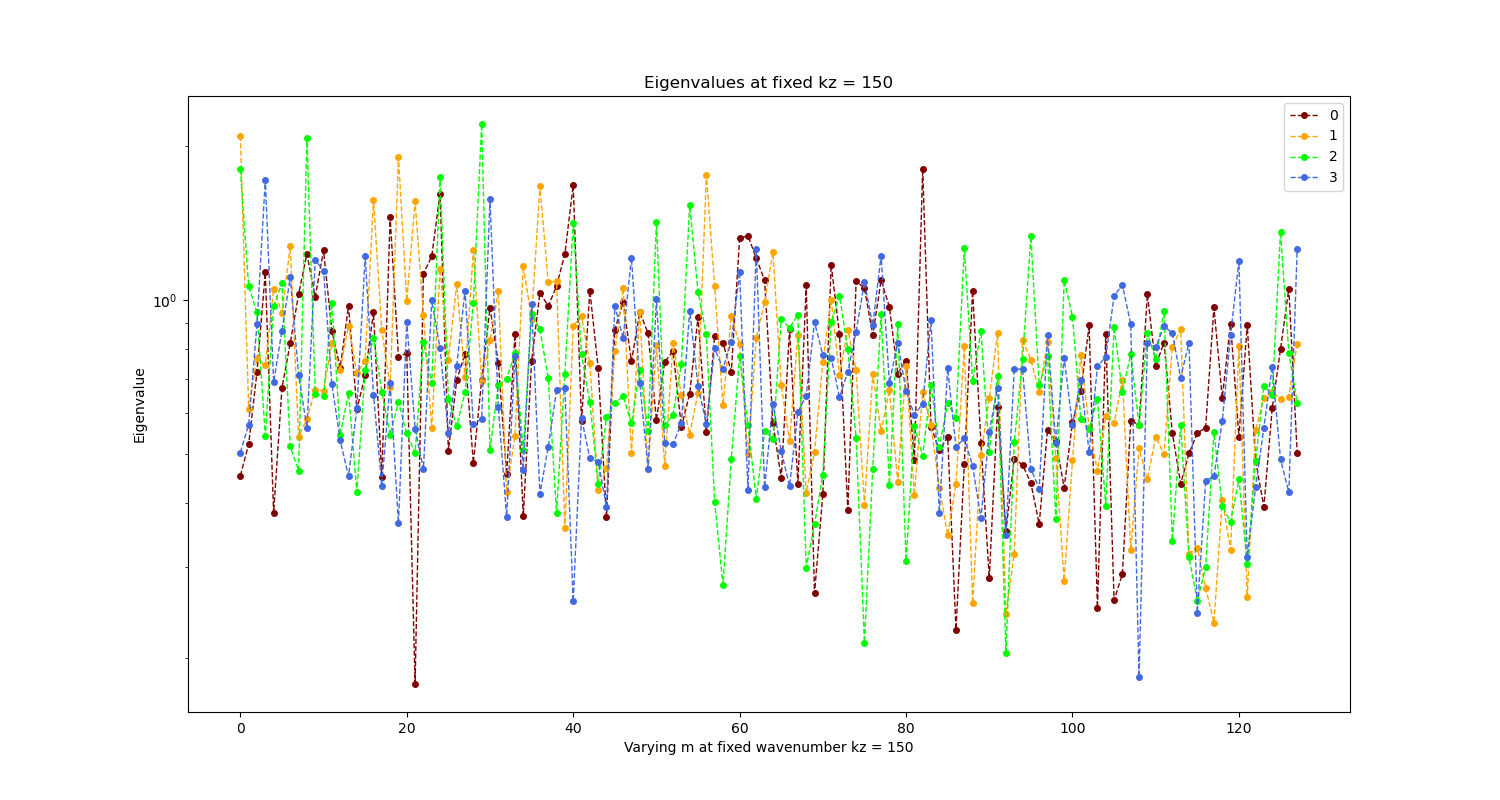 Eigenvalues at fixed kz = 150
0
1
2
3
10^0
Eigenvalue
0 20 40 60 80 100 120
Varying m at fixed wavenumber kz = 150